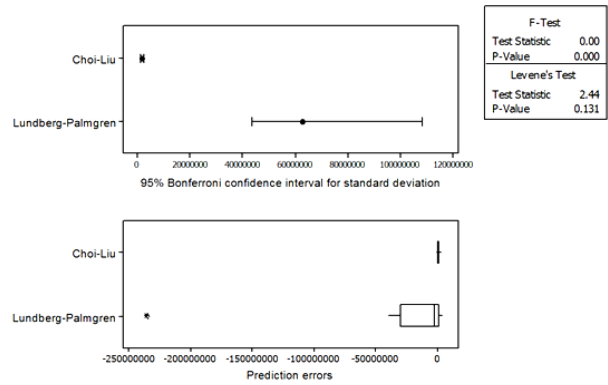 F-Test
Test Statistic 0.00
P-Value 0.000
Levene's Test
Test Statistic 2.44
P-Value 0.131
Choi-Liu
Lundberg-Palmgren
0 20000000 40000000 60000000 80000000 100000000 120000000
95% Bonferroni confidence interval for standard deviation
Choi-Liu
Lundberg-Palmgren
-250000000 -200000000 -150000000 -100000000 -50000000 0
Prediction errors